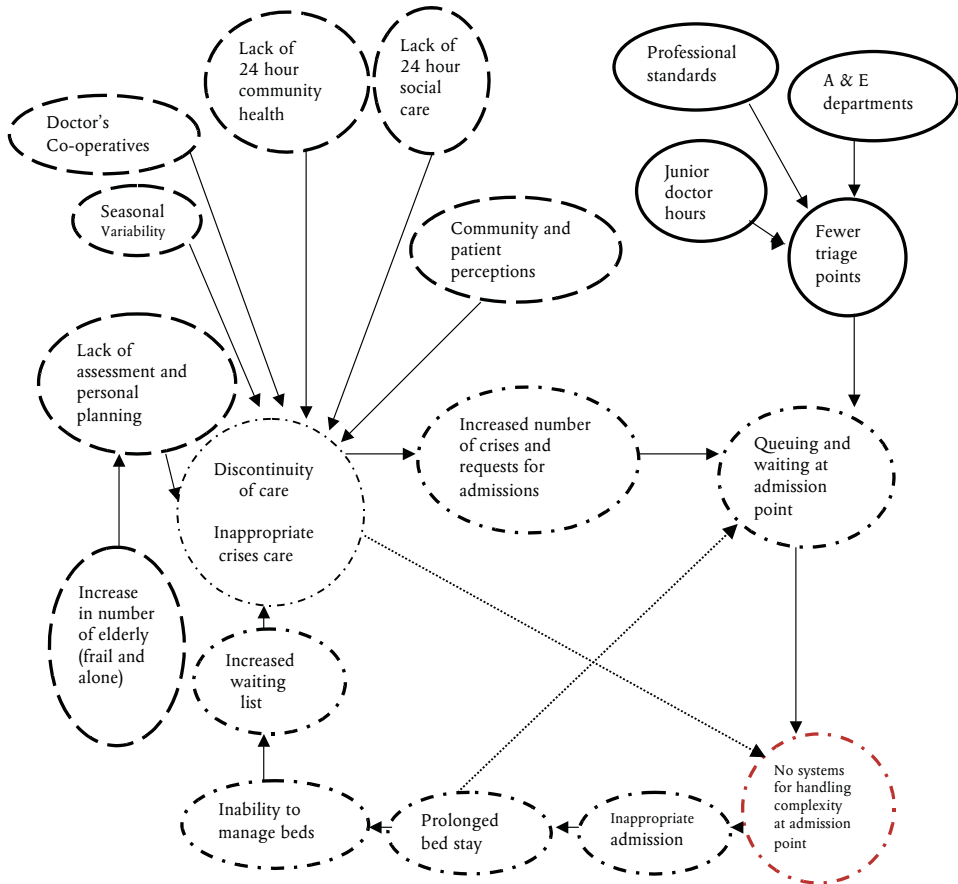 Lack of
24 hour
community
health
Lack of
24 hour
social
care
Professional
standards
A & E
departments
Doctor's
Co-operatives
Junior
doctor
hours
Seasonal
Variability
Community and
patient
perceptions
Fewer
triage
points
Lack of
assessment and
personal
planning
Increased number
of crises and
requests for
admissions
Queuing and
waiting at
admission
point
Discontinuity
of care
Inappropriate
crises care
Increase
in number
of elderly
(frail and
alone)
Increased
waiting
list
No systems
for handling
complexity
at admission
point
Inability to
manage beds
Prolonged
bed stay
Inappropriate
admission